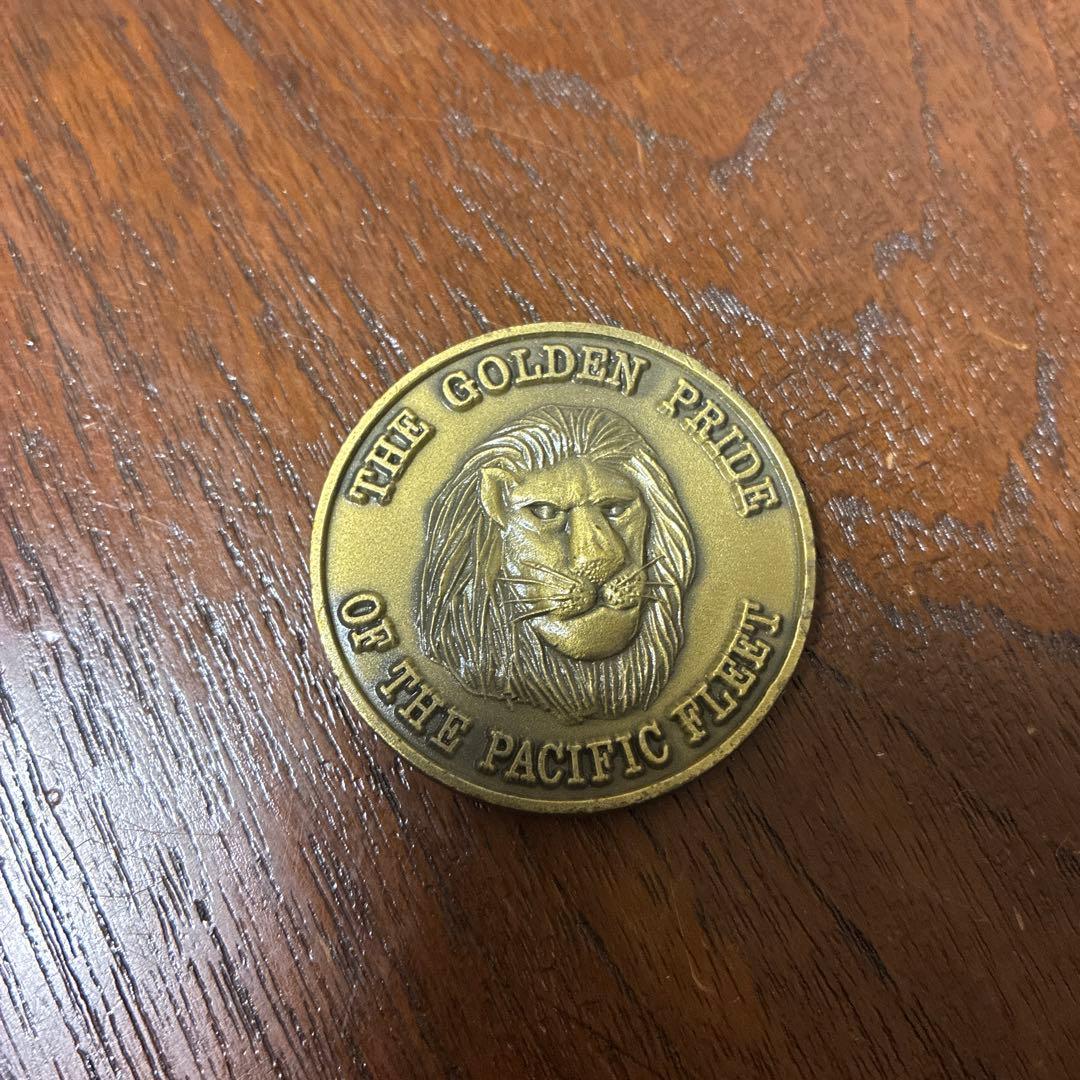 THE GOLDEN PRIDE
OF THE PACIFIC FLEET